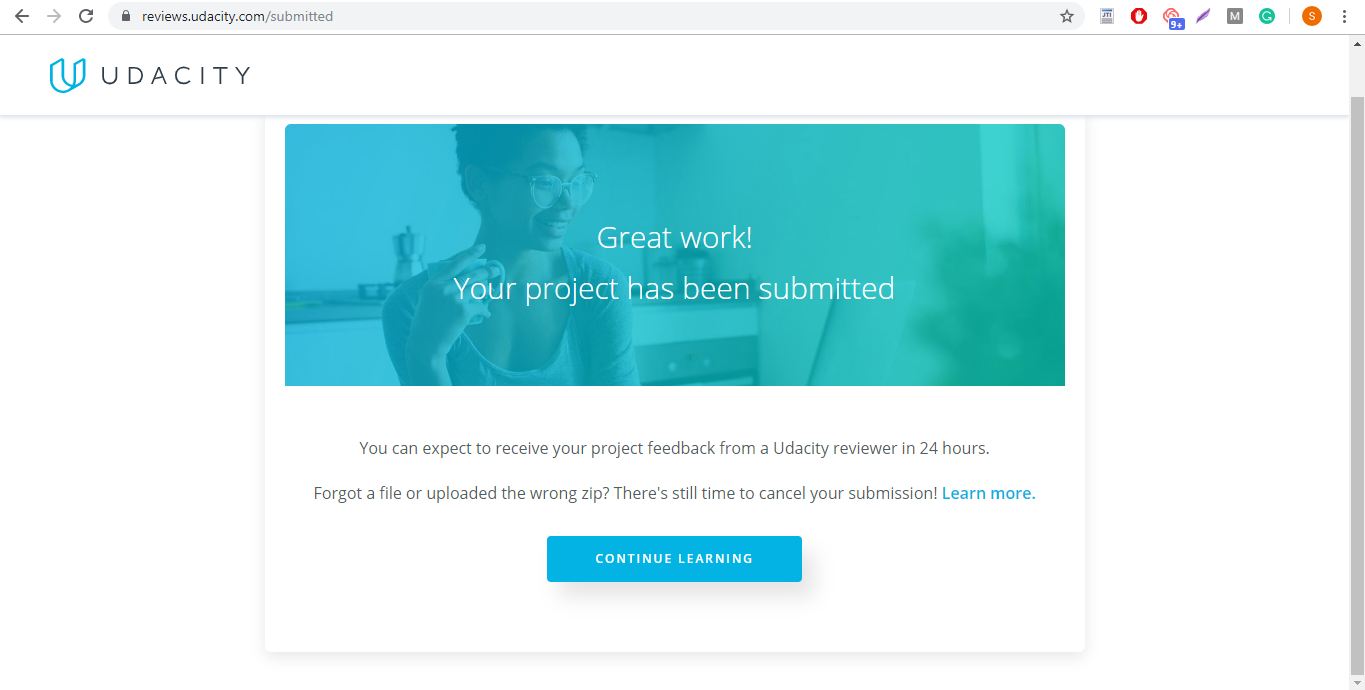 reviews.udacity.com/submitted
JTI
9+
M
G
S
UDACITY
Great work!
Your project has been submitted
You can expect to receive your project feedback from a Udacity reviewer in 24 hours.
Forgot a file or uploaded the wrong zip? There's still time to cancel your submission! Learn more.
CONTINUE LEARNING